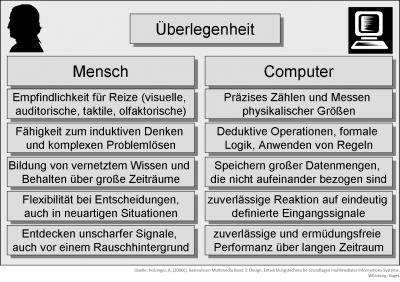 Überlegenheit
Mensch
Empfindlichkeit für Reize (visuelle,
auditorische, taktile, olfaktorische)
Fähigkeit zum induktiven Denken
und komplexen Problemlösen
Bildung von vernetztem Wissen und
Behalten über große Zeiträume
Flexibilität bei Entscheidungen,
auch in neuartigen Situationen
Entdecken unscharfer Signale,
auch vor einem Rauschhintergrund
Computer
Präzises Zählen und Messen
physikalischer Größen
Deduktive Operationen, formale
Logik, Anwenden von Regeln
Speichern großer Datenmengen,
die nicht aufeinander bezogen sind
zuverlässige Reaktion auf eindeutig
definierte Eingangssignale
zuverlässige und ermüdungsfreie
Performanz über langen Zeitraum
Quelle: Holzinger, A. (2000c). Basiswissen Multimedia Band 3: Design. Entwicklungstechnische Grundlagen multimedialer Informations-Systeme.
Würzburg: Vogel.